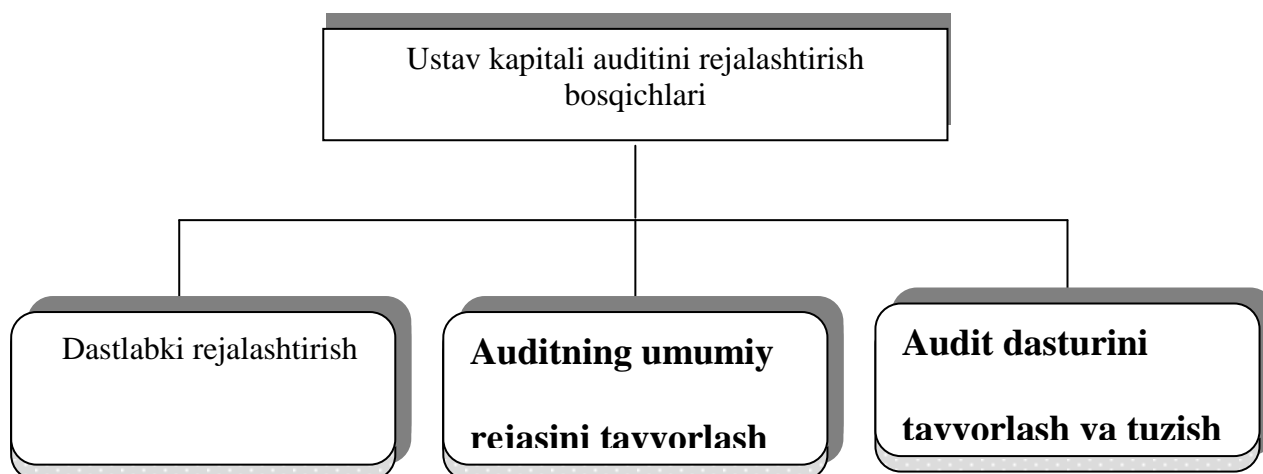 Ustav kapitali auditini rejalashtirish
bosqichlari
Dastlabki rejalashtirish
Auditning umumiy
rejasini tayyorlash
Audit dasturini
tayyorlash va tuzish